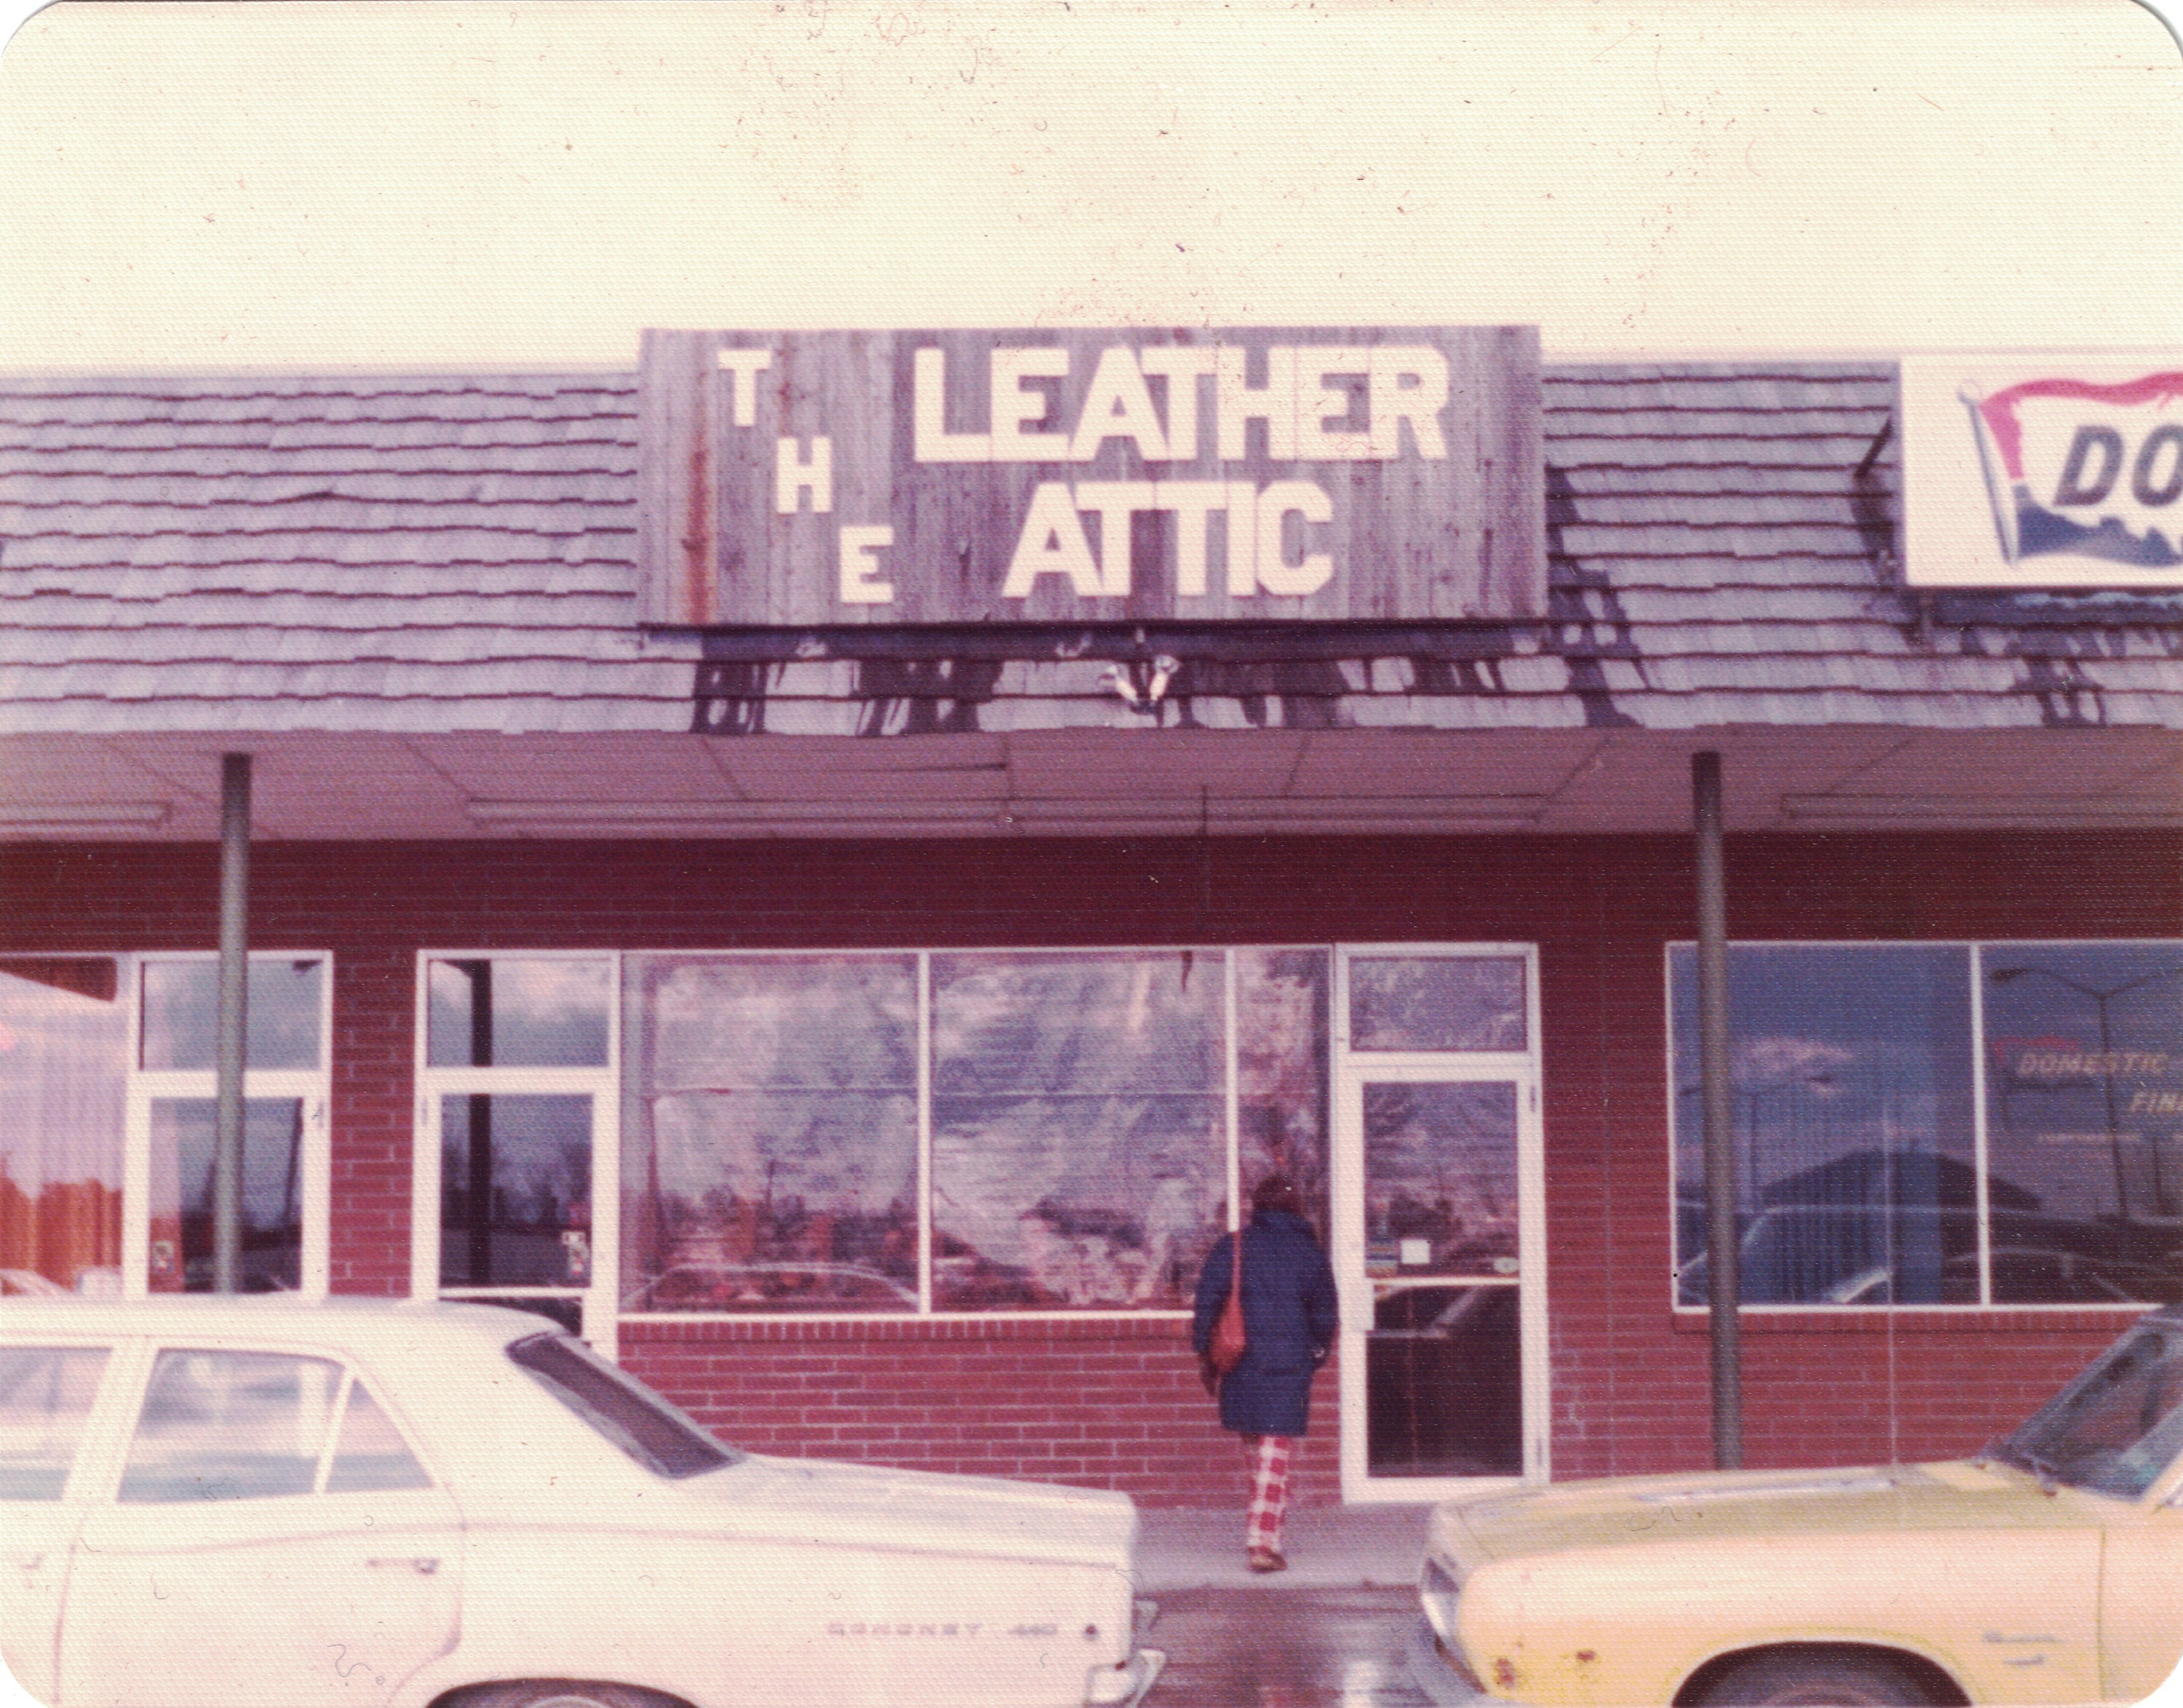 THE
LEATHER
ATTIC
DO
DOMESTIC
FIN
CORONET 440